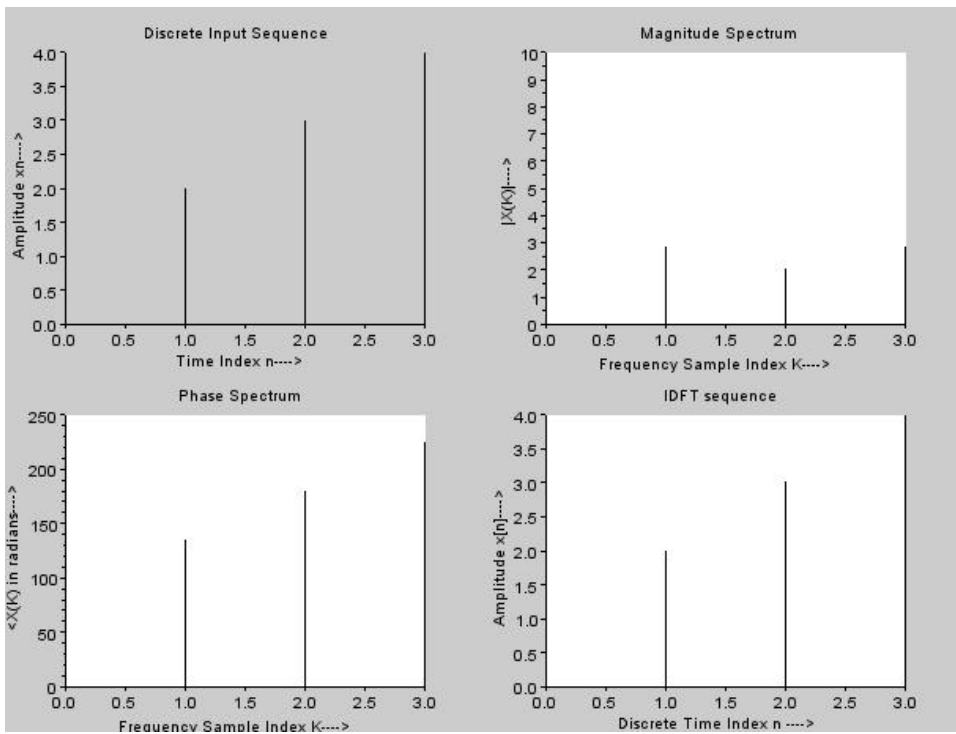 Discrete Input Sequence
4.0
3.5
3.0
2.5
2.0
1.5
1.0
0.5
0.0
Amplitude xn---->
0.0 0.5 1.0 1.5 2.0 2.5 3.0
Time Index n---->
Magnitude Spectrum
10
9
8
7
6
5
4
3
2
1
0
|X(K)|---->
0.0 0.5 1.0 1.5 2.0 2.5 3.0
Frequency Sample Index K---->
Phase Spectrum
250
200
150
100
50
0
<X(K) in radians---->
0.0 0.5 1.0 1.5 2.0 2.5 3.0
Frequency Sample Index K---->
IDFT sequence
4.0
3.5
3.0
2.5
2.0
1.5
1.0
0.5
0.0
Amplitude x[n]---->
0.0 0.5 1.0 1.5 2.0 2.5 3.0
Discrete Time Index n ---->